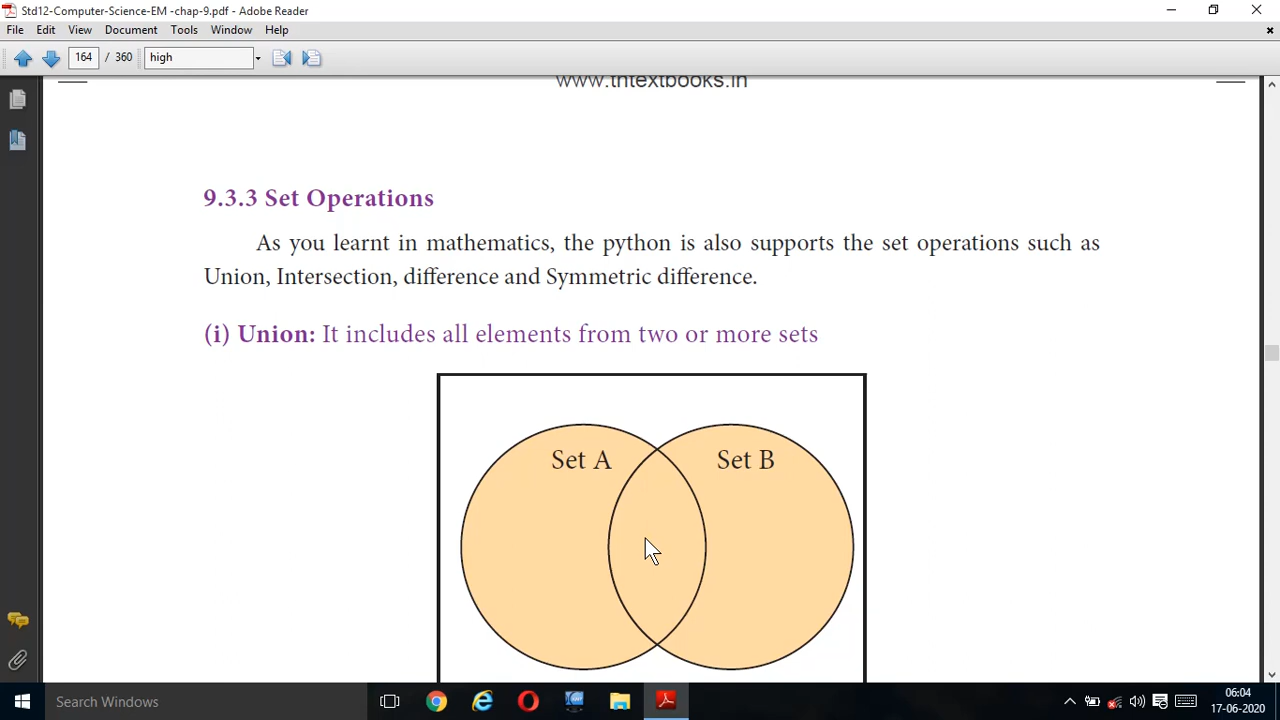 Std12-Computer-Science-EM -chap-9.pdf - Adobe Reader
File Edit View Document Tools Window Help
164 / 360 high
www.tntextbooks.in
9.3.3 Set Operations
As you learnt in mathematics, the python is also supports the set operations such as
Union, Intersection, difference and Symmetric difference.
(i) Union: It includes all elements from two or more sets
Set A Set B
Search Windows
06:04
17-06-2020